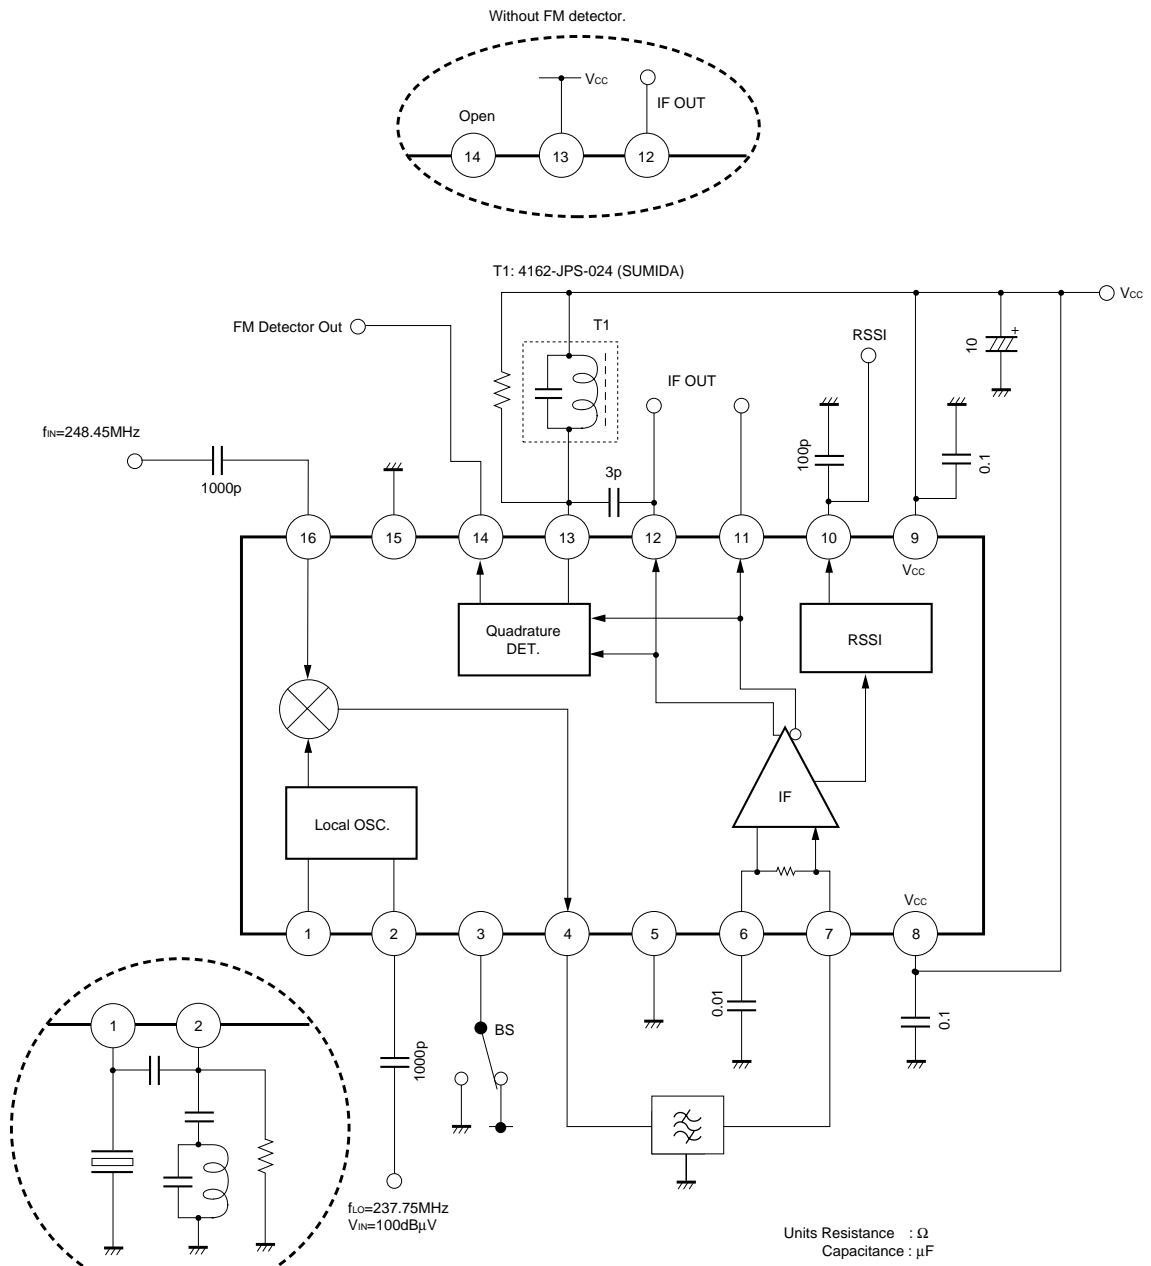 Without FM detector.
Vcc
IF OUT
Open
14
13
12
T1: 4162-JPS-024 (SUMIDA)
Vcc
FM Detector Out
T1
RSSI
10
+
IF OUT
fIN=248.45MHz
1000p
3p
100p
0.1
16
15
14
13
12
11
10
9
Vcc
Quadrature
DET.
RSSI
IF
Local OSC.
Vcc
1
2
3
4
5
6
7
8
0.01
0.1
1
2
BS
1000p
fLO=237.75MHz
VIN=100dBµV
Units Resistance : Ω
Capacitance : µF